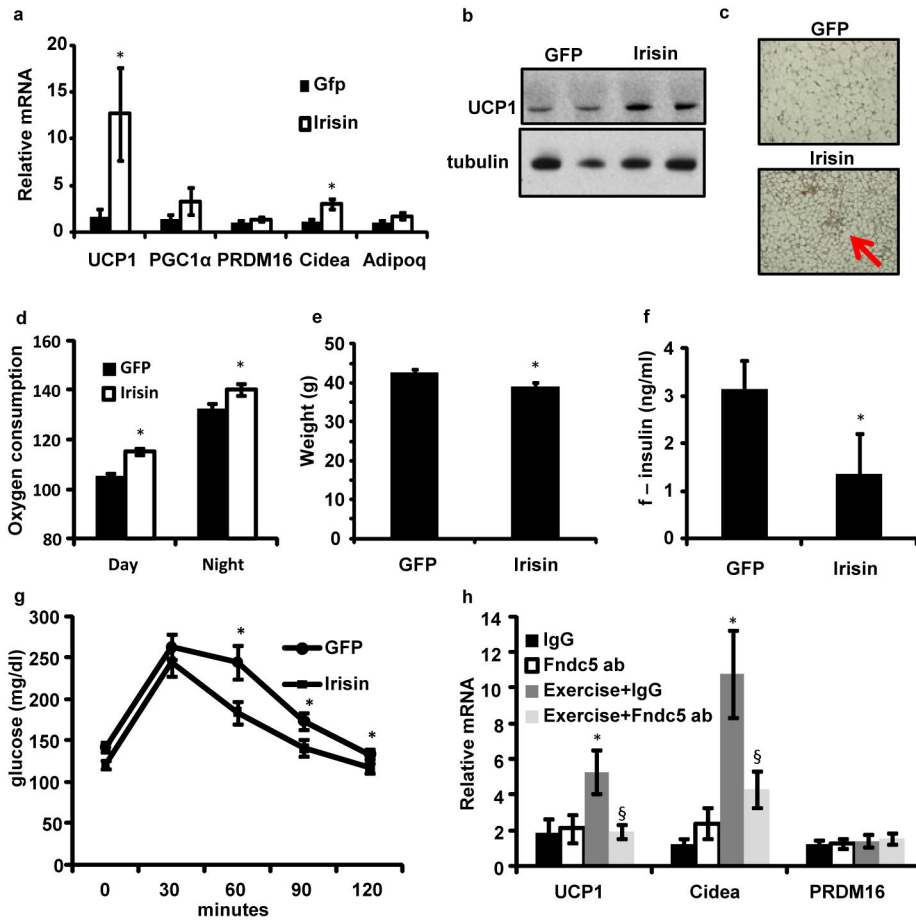 a
20
15
10
5
0
Relative mRNA
*
Gfp
Irisin
*
UCP1 PGC1α PRDM16 Cidea Adipoq
b
GFP Irisin
UCP1
tubulin
c
GFP
Irisin
d
160
140
120
100
80
Oxygen consumption
GFP
Irisin
*
*
Day Night
e
50
40
30
20
10
0
Weight (g)
*
GFP Irisin
f
4
3
2
1
0
f – insulin (ng/ml)
*
GFP Irisin
g
300
250
200
150
100
50
0
glucose (mg/dl)
*
GFP
Irisin
*
*
0 30 60 90 120
minutes
h
14
12
10
8
6
4
2
0
Relative mRNA
IgG
Fndc5 ab
Exercise+IgG
Exercise+Fndc5 ab
*
§
*
§
UCP1 Cidea PRDM16